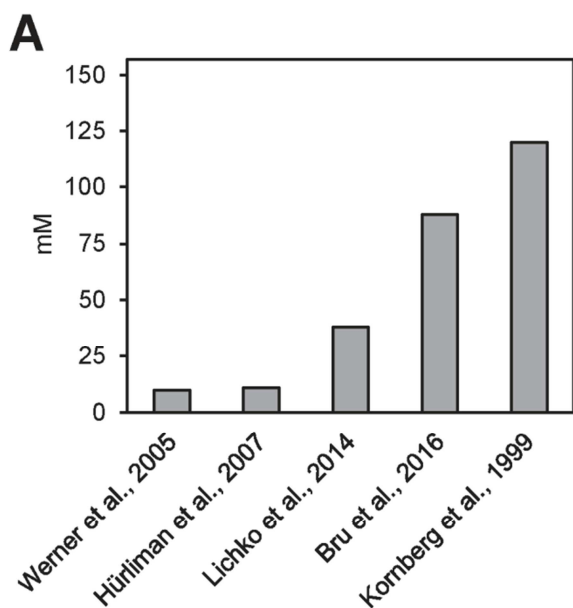 A
150
125
100
75
50
25
0
mM
Werner et al., 2005
Hürliman et al., 2007
Lichko et al., 2014
Bru et al., 2016
Kornberg et al., 1999